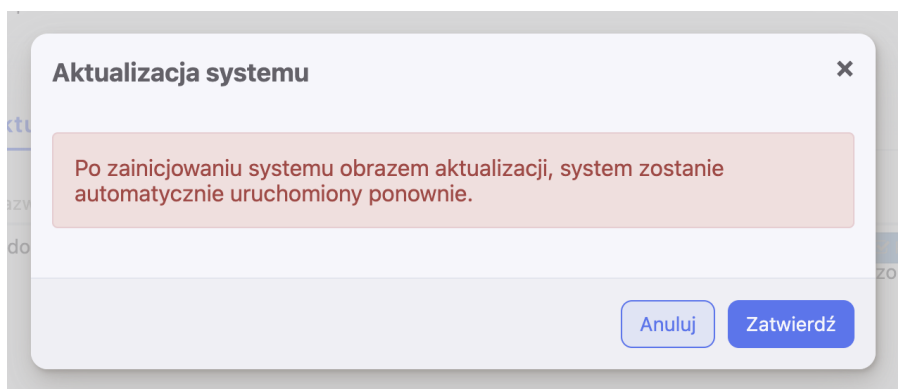 Aktualizacja systemu ×
Po zainicjowaniu systemu obrazem aktualizacji, system zostanie
automatycznie uruchomiony ponownie.
Anuluj Zatwierdź